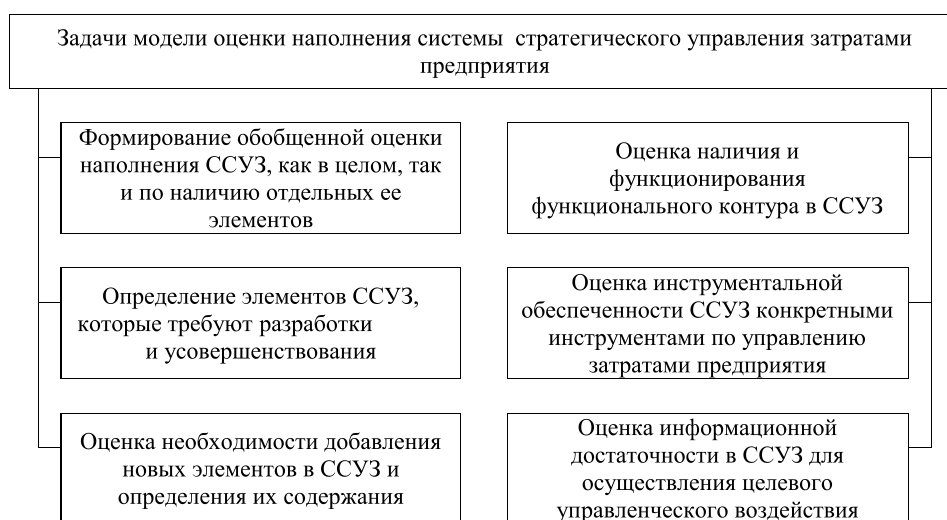 Задачи модели оценки наполнения системы стратегического управления затратами
предприятия
Формирование обобщенной оценки
наполнения ССУЗ, как в целом, так
и по наличию отдельных ее
элементов
Оценка наличия и
функционирования
функционального контура в ССУЗ
Определение элементов ССУЗ,
которые требуют разработки
и усовершенствования
Оценка инструментальной
обеспеченности ССУЗ конкретными
инструментами по управлению
затратами предприятия
Оценка необходимости добавления
новых элементов в ССУЗ и
определения их содержания
Оценка информационной
достаточности в ССУЗ для
осуществления целевого
управленческого воздействия